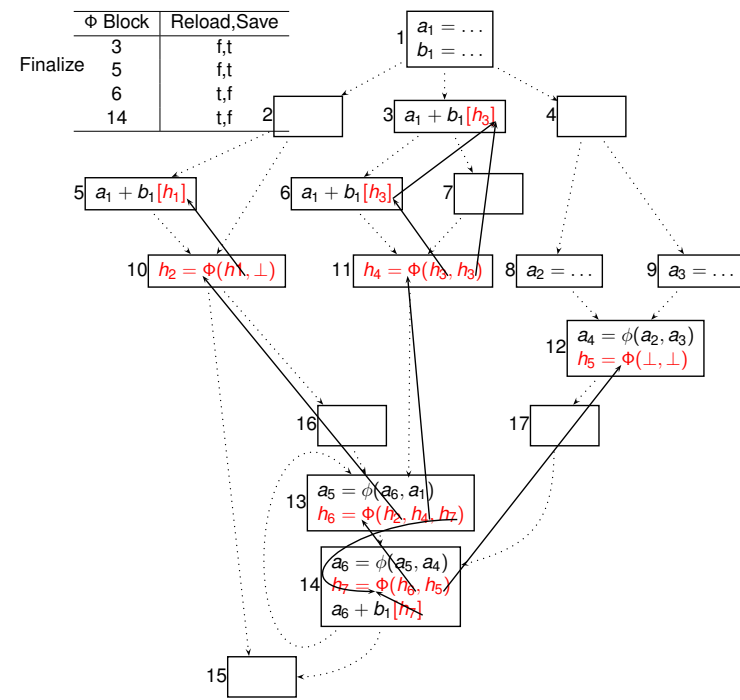 Φ Block Reload,Save
3 f,t
Finalize
5 f,t
6 t,f
14 t,f
1
a₁ = …
b₁ = …
2
3 a₁ + b₁[h₃]
4
5 a₁ + b₁[h₁]
6 a₁ + b₁[h₃]
7
10 h₂ = Φ(h1, ⊥)
11 h₄ = Φ(h₃, h₃)
8 a₂ = …
9 a₃ = …
12
a₄ = ϕ(a₂, a₃)
h₅ = Φ(⊥, ⊥)
16
17
13
a₅ = ϕ(a₆, a₁)
h₆ = Φ(h₂, h₄, h₇)
14
a₆ = ϕ(a₅, a₄)
h₇ = Φ(h₆, h₅)
a₆ + b₁[h₇]
15